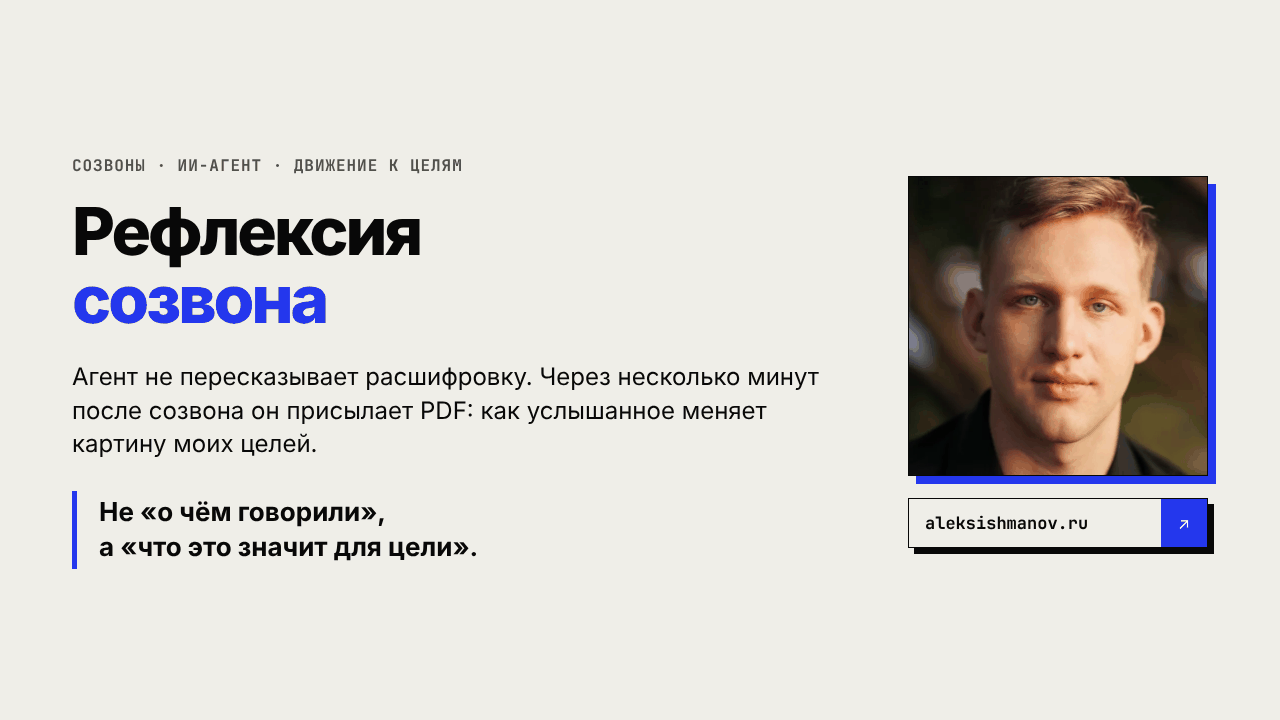 СОЗВОНЫ · ИИ-АГЕНТ · ДВИЖЕНИЕ К ЦЕЛЯМ
Рефлексия
созвона
Агент не пересказывает расшифровку. Через несколько минут
после созвона он присылает PDF: как услышанное меняет
картину моих целей.
Не «о чём говорили»,
а «что это значит для цели».
aleksishmanov.ru